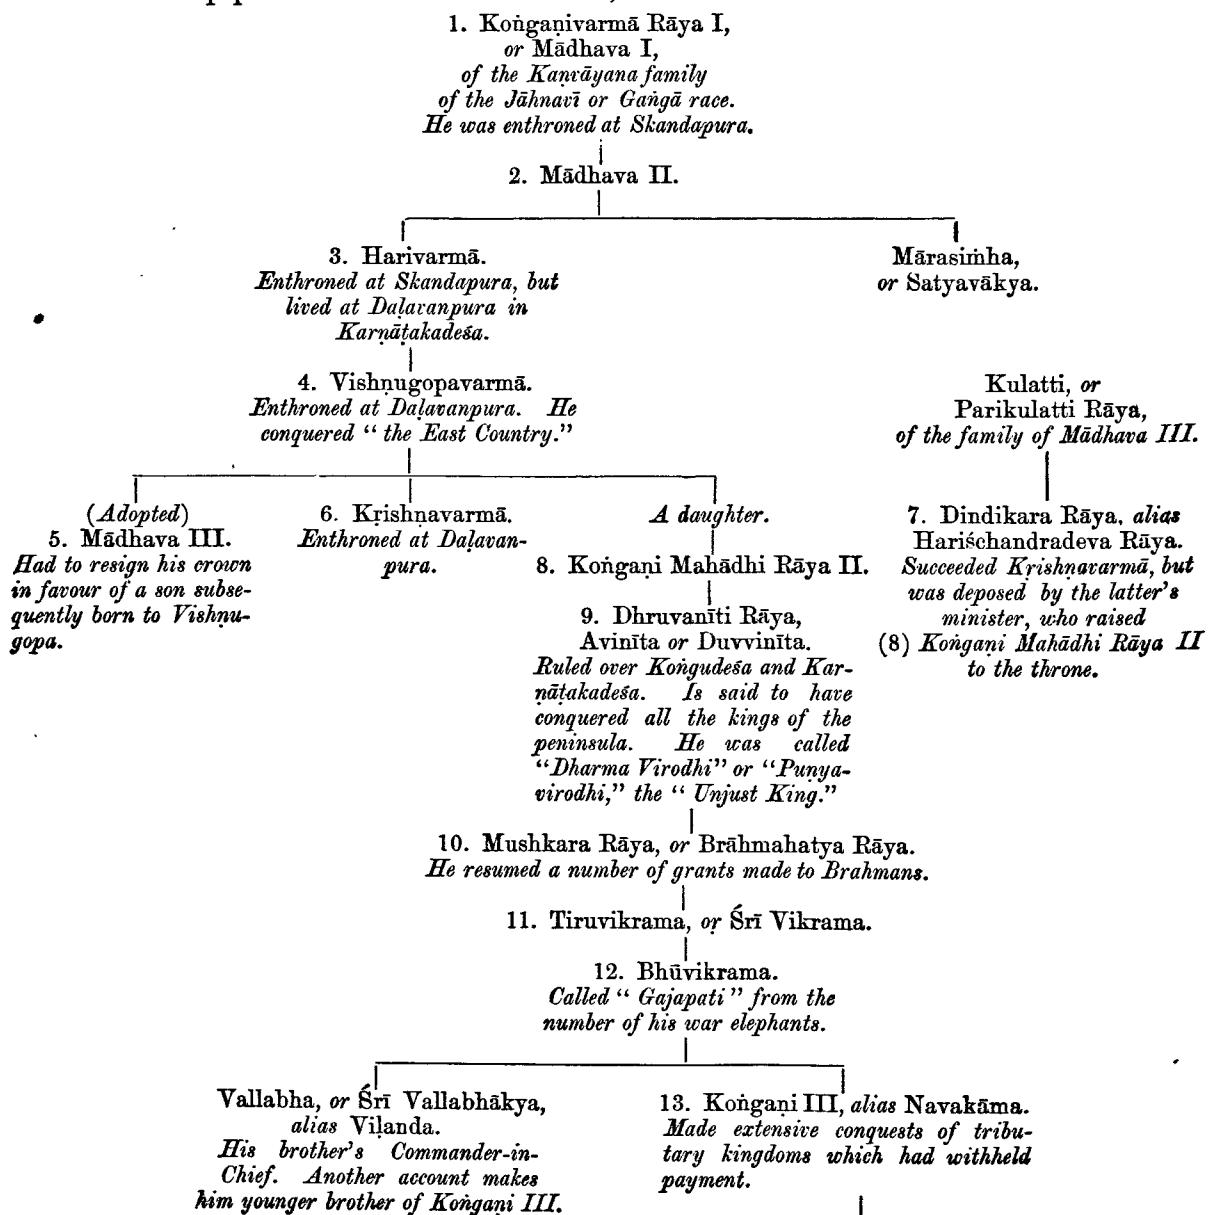 1. Koṅgaṇivarmā Rāya I,
or Mādhava I,
of the Kaṇvāyana family
of the Jāhnavī or Gaṅgā race.
He was enthroned at Skandapura.
2. Mādhava II.
3. Harivarmā.
Enthroned at Skandapura, but
lived at Daḷavanpura in
Karṇāṭakadeśa.
Mārasiṁha,
or Satyavākya.
4. Vishṇugopavarmā.
Enthroned at Daḷavanpura. He
conquered “the East Country.”
Kulatti, or
Parikulatti Rāya,
of the family of Mādhava III.
(Adopted)
5. Mādhava III.
Had to resign his crown
in favour of a son subse-
quently born to Vishṇu-
gopa.
6. Kṛishṇavarmā.
Enthroned at Daḷavan-
pura.
A daughter.
8. Koṅgaṇi Mahādhi Rāya II.
9. Dhruvanīti Rāya,
Avinīta or Duvvinīta.
Ruled over Koṅgudeśa and Kar-
ṇāṭakadeśa. Is said to have
conquered all the kings of the
peninsula. He was called
“Dharma Virodhi” or “Puṇya-
virodhi,” the “Unjust King.”
7. Dindikara Rāya, alias
Hariśchandradeva Rāya.
Succeeded Kṛishṇavarmā, but
was deposed by the latter's
minister, who raised
(8) Koṅgaṇi Mahādhi Rāya II
to the throne.
10. Mushkara Rāya, or Brāhmahatya Rāya.
He resumed a number of grants made to Brahmans.
11. Tiruvikrama, or Śrī Vikrama.
12. Bhūvikrama.
Called “Gajapati” from the
number of his war elephants.
Vallabha, or Śrī Vallabhākya,
alias Viḷanda.
His brother's Commander-in-
Chief. Another account makes
him younger brother of Koṅgaṇi III.
13. Koṅgaṇi III, alias Navakāma.
Made extensive conquests of tribu-
tary kingdoms which had withheld
payment.